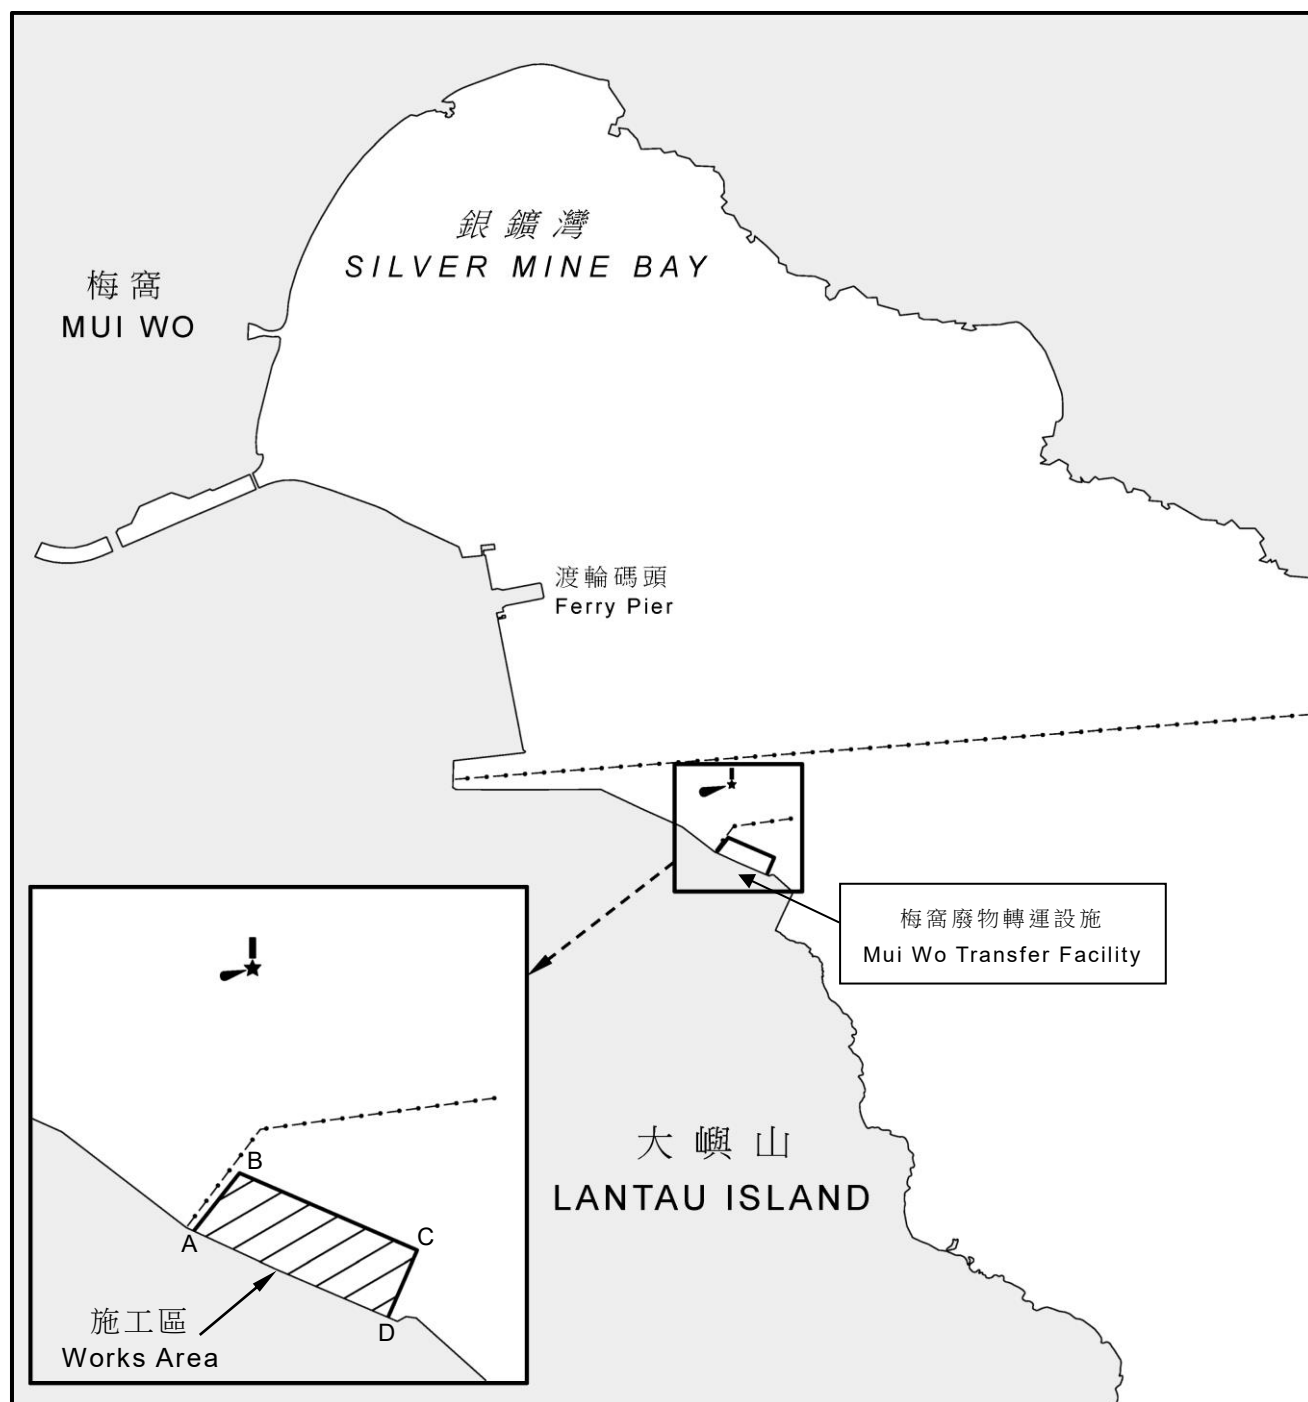 銀鑛灣
SILVER MINE BAY
梅窩
MUI WO
渡輪碼頭
Ferry Pier
梅窩廢物轉運設施
Mui Wo Transfer Facility
大嶼山
LANTAU ISLAND
B
C
A
D
施工區
Works Area